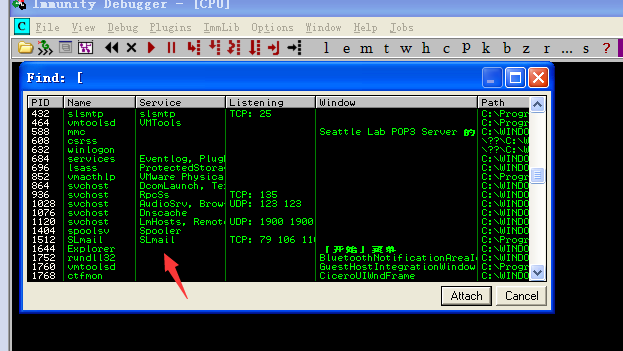 Immunity Debugger - [CPU]
C File View Debug Plugins ImmLib Options Window Help Jobs
l e m t w h c p k b z r ... s ?
Find: [
PID Name Service Listening Window Path
432 slsmtp slsmtp TCP: 25 C:\Progr
464 vmtoolsd VMTools C:\Progr
588 mmc Seattle Lab POP3 Server 的 C:\WINDO
608 csrss \??\C:\W
632 winlogon \??\C:\W
684 services Eventlog, Plug C:\WINDO
696 lsass ProtectedStora C:\WINDO
852 vmacthlp VMware Physica C:\Progr
864 svchost DcomLaunch, Te C:\WINDO
936 svchost RpcSs TCP: 135 C:\WINDO
1028 svchost AudioSrv, Brow UDP: 123 123 C:\WINDO
1076 svchost Dnscache C:\WINDO
1120 svchost LmHosts, Remot UDP: 1900 1900 C:\WINDO
1404 spoolsv Spooler C:\WINDO
1512 SLmail SLmail TCP: 79 106 110 C:\Progr
1644 Explorer 「开始」菜单 C:\WINDO
1752 rundll32 BluetoothNotificationAreaIc C:\WINDO
1760 vmtoolsd GuestHostIntegrationWindow C:\Progr
1768 ctfmon CiceroUIWndFrame C:\WINDO
Attach Cancel